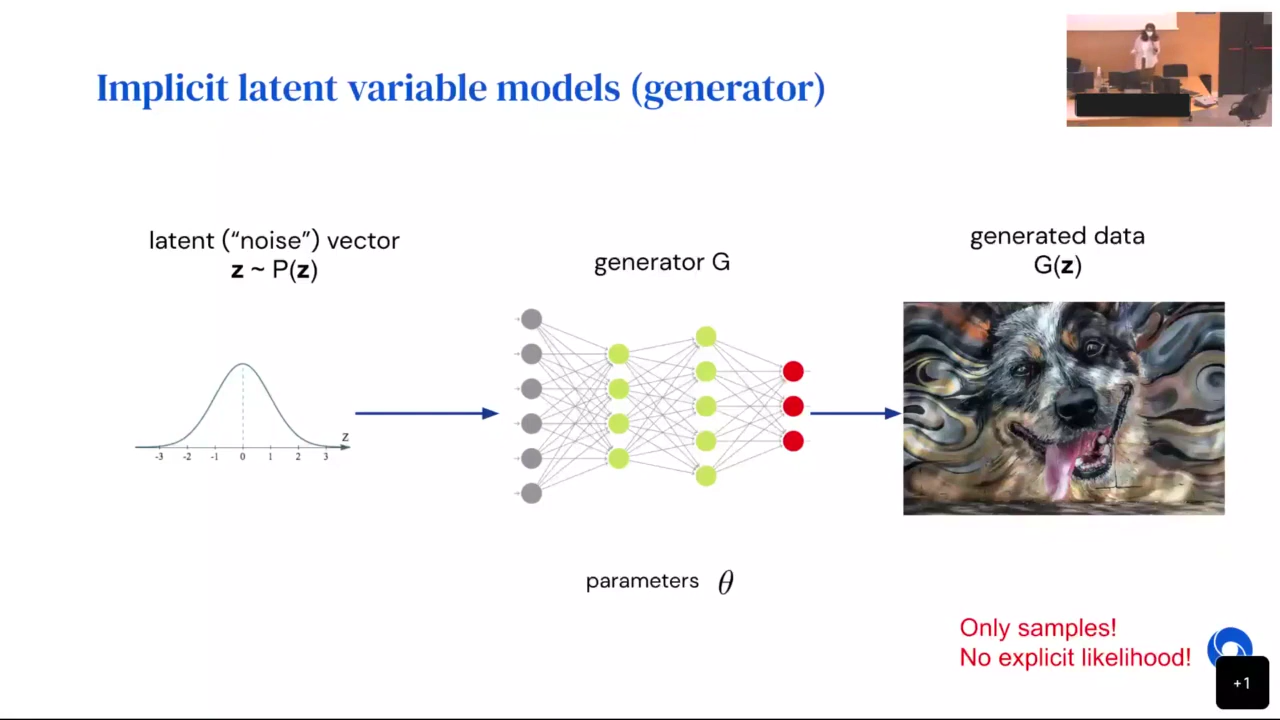 Implicit latent variable models (generator)
latent (“noise”) vector
z ~ P(z)
generator G
generated data
G(z)
z
-3 -2 -1 0 1 2 3
parameters θ
Only samples!
No explicit likelihood!
+1